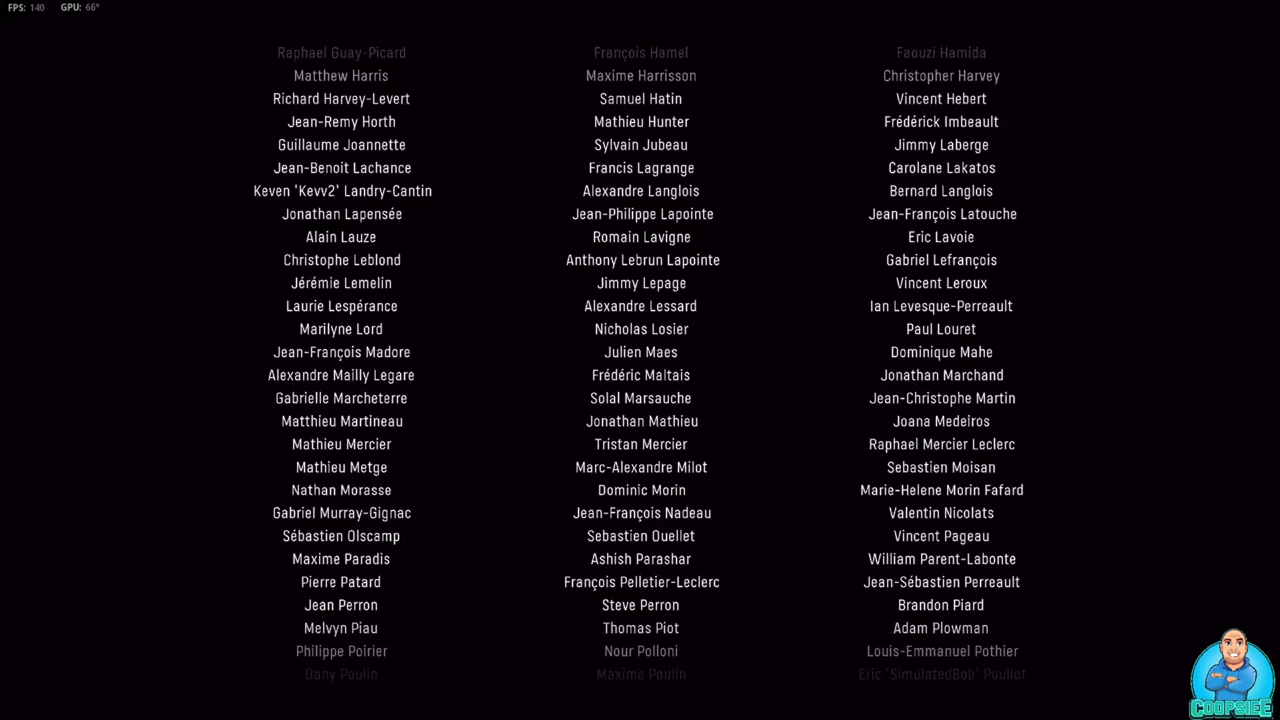 FPS: 140 GPU: 66°
Raphael Guay-Picard François Hamel Faouzi Hamida
Matthew Harris Maxime Harrisson Christopher Harvey
Richard Harvey-Levert Samuel Hatin Vincent Hebert
Jean-Remy Horth Mathieu Hunter Frédérick Imbeault
Guillaume Joannette Sylvain Jubeau Jimmy Laberge
Jean-Benoit Lachance Francis Lagrange Carolane Lakatos
Keven 'Kevv2' Landry-Cantin Alexandre Langlois Bernard Langlois
Jonathan Lapensée Jean-Philippe Lapointe Jean-François Latouche
Alain Lauze Romain Lavigne Eric Lavoie
Christophe Leblond Anthony Lebrun Lapointe Gabriel Lefrançois
Jérémie Lemelin Jimmy Lepage Vincent Leroux
Laurie Lespérance Alexandre Lessard Ian Levesque-Perreault
Marilyne Lord Nicholas Losier Paul Louret
Jean-François Madore Julien Maes Dominique Mahe
Alexandre Mailly Legare Frédéric Maltais Jonathan Marchand
Gabrielle Marcheterre Solal Marsauche Jean-Christophe Martin
Matthieu Martineau Jonathan Mathieu Joana Medeiros
Mathieu Mercier Tristan Mercier Raphael Mercier Leclerc
Mathieu Metge Marc-Alexandre Milot Sebastien Moisan
Nathan Morasse Dominic Morin Marie-Helene Morin Fafard
Gabriel Murray-Gignac Jean-François Nadeau Valentin Nicolats
Sébastien Olscamp Sebastien Ouellet Vincent Pageau
Maxime Paradis Ashish Parashar William Parent-Labonte
Pierre Patard François Pelletier-Leclerc Jean-Sébastien Perreault
Jean Perron Steve Perron Brandon Piard
Melvyn Piau Thomas Piot Adam Plowman
Philippe Poirier Nour Polloni Louis-Emmanuel Pothier
Dany Poulin Maxime Poulin Eric 'SimulatedBob' Pouliot
COOPSIEE